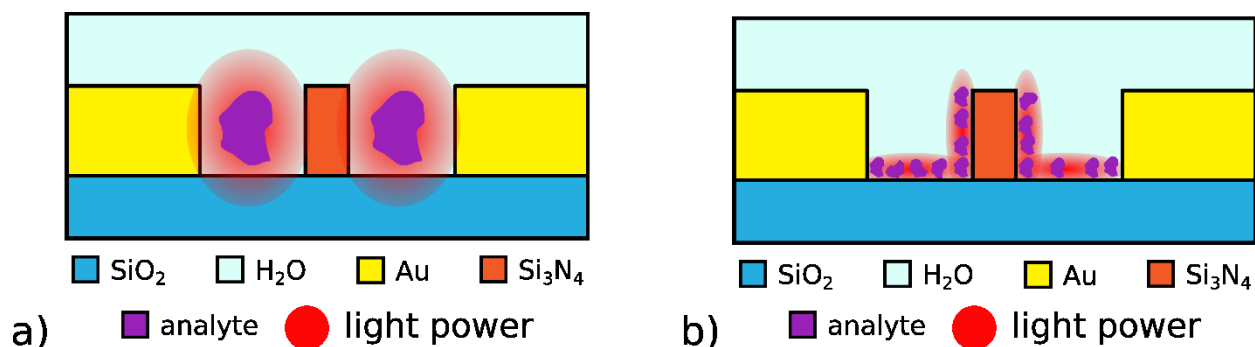 SiO₂ H₂O Au Si₃N₄
a) analyte light power
SiO₂ H₂O Au Si₃N₄
b) analyte light power